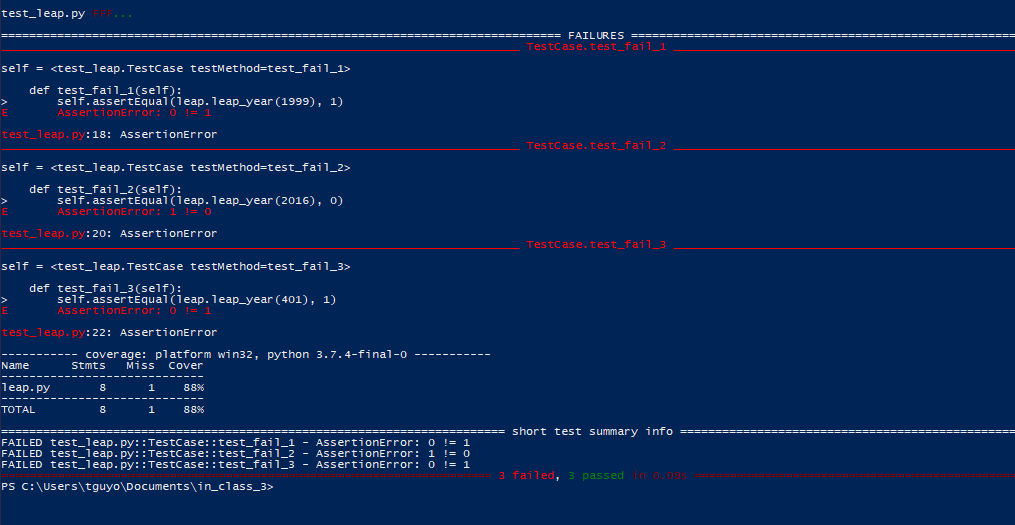 test_leap.py FFF...
================================================================================ FAILURES ================================================================================
__________________________________________________________________________ TestCase.test_fail_1 __________________________________________________________________________
self = <test_leap.TestCase testMethod=test_fail_1>
    def test_fail_1(self):
>       self.assertEqual(leap.leap_year(1999), 1)
E       AssertionError: 0 != 1
test_leap.py:18: AssertionError
__________________________________________________________________________ TestCase.test_fail_2 __________________________________________________________________________
self = <test_leap.TestCase testMethod=test_fail_2>
    def test_fail_2(self):
>       self.assertEqual(leap.leap_year(2016), 0)
E       AssertionError: 1 != 0
test_leap.py:20: AssertionError
__________________________________________________________________________ TestCase.test_fail_3 __________________________________________________________________________
self = <test_leap.TestCase testMethod=test_fail_3>
    def test_fail_3(self):
>       self.assertEqual(leap.leap_year(401), 1)
E       AssertionError: 0 != 1
test_leap.py:22: AssertionError
----------- coverage: platform win32, python 3.7.4-final-0 -----------
Name      Stmts   Miss  Cover
-----------------------------
leap.py       8      1    88%
-----------------------------
TOTAL         8      1    88%
======================================================================== short test summary info ================================================
FAILED test_leap.py::TestCase::test_fail_1 - AssertionError: 0 != 1
FAILED test_leap.py::TestCase::test_fail_2 - AssertionError: 1 != 0
FAILED test_leap.py::TestCase::test_fail_3 - AssertionError: 0 != 1
====================================================================== 3 failed, 3 passed in 0.08s ==============================================
PS C:\Users\tguyo\Documents\in_class_3>